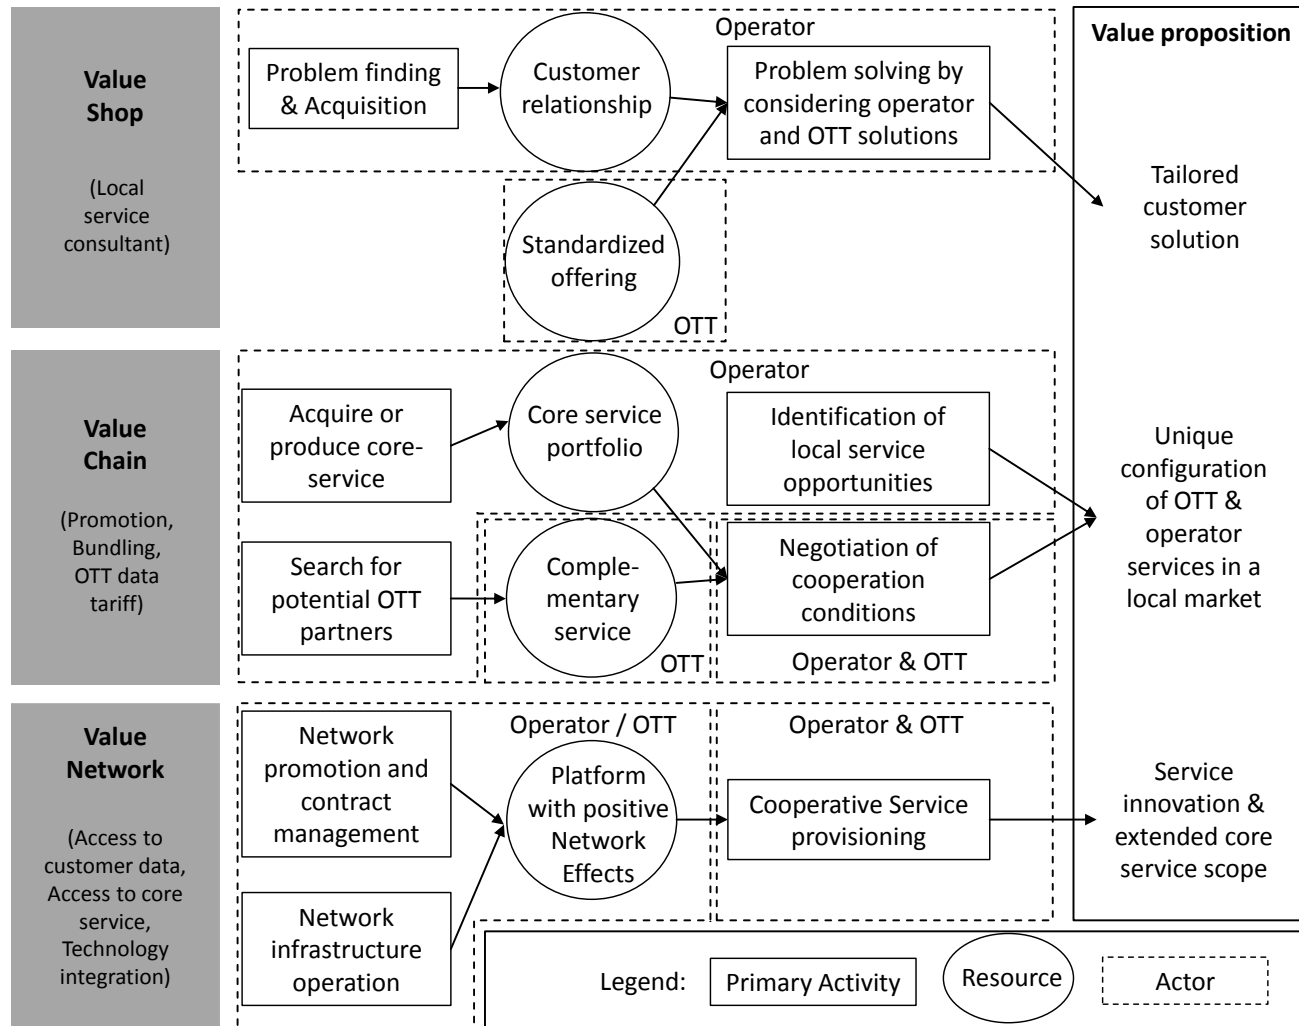 Value
Shop
(Local
service
consultant)
Operator
Problem finding
& Acquisition
Customer
relationship
Problem solving by
considering operator
and OTT solutions
Standardized
offering
OTT
Value proposition
Tailored
customer
solution
Value
Chain
(Promotion,
Bundling,
OTT data
tariff)
Operator
Acquire or
produce core-
service
Core service
portfolio
Identification of
local service
opportunities
Search for
potential OTT
partners
Comple-
mentary
service
OTT
Negotiation of
cooperation
conditions
Operator & OTT
Unique
configuration
of OTT &
operator
services in a
local market
Value
Network
(Access to
customer data,
Access to core
service,
Technology
integration)
Network
promotion and
contract
management
Network
infrastructure
operation
Operator / OTT
Platform
with positive
Network
Effects
Operator & OTT
Cooperative Service
provisioning
Service
innovation &
extended core
service scope
Legend:
Primary Activity
Resource
Actor